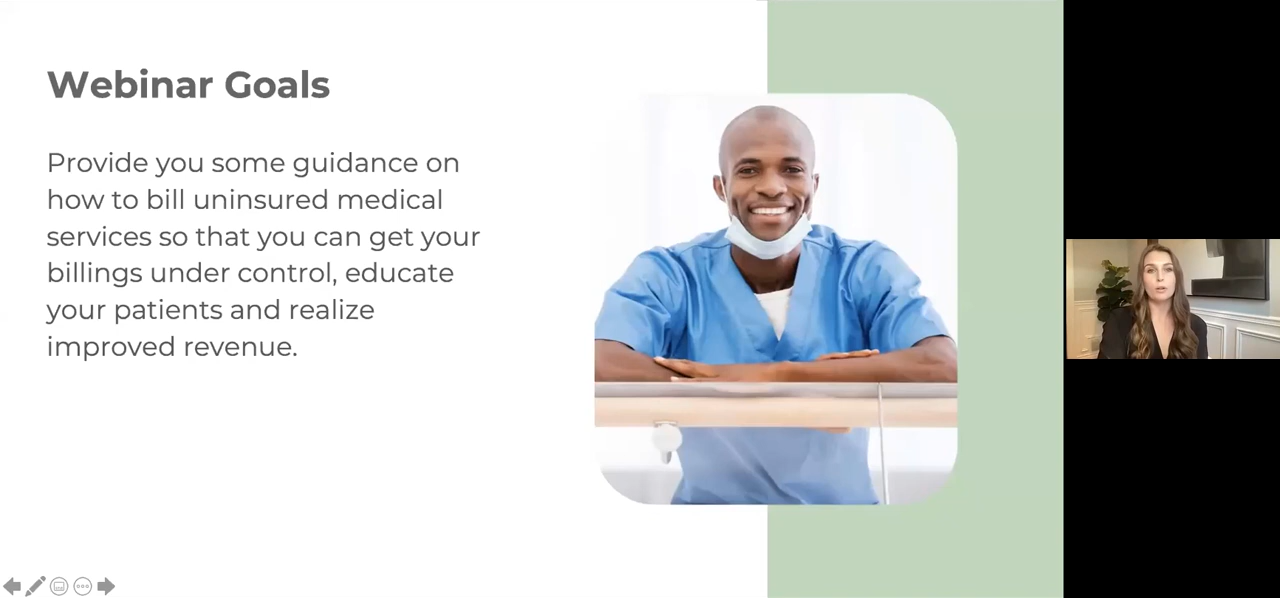 Webinar Goals
Provide you some guidance on
how to bill uninsured medical
services so that you can get your
billings under control, educate
your patients and realize
improved revenue.